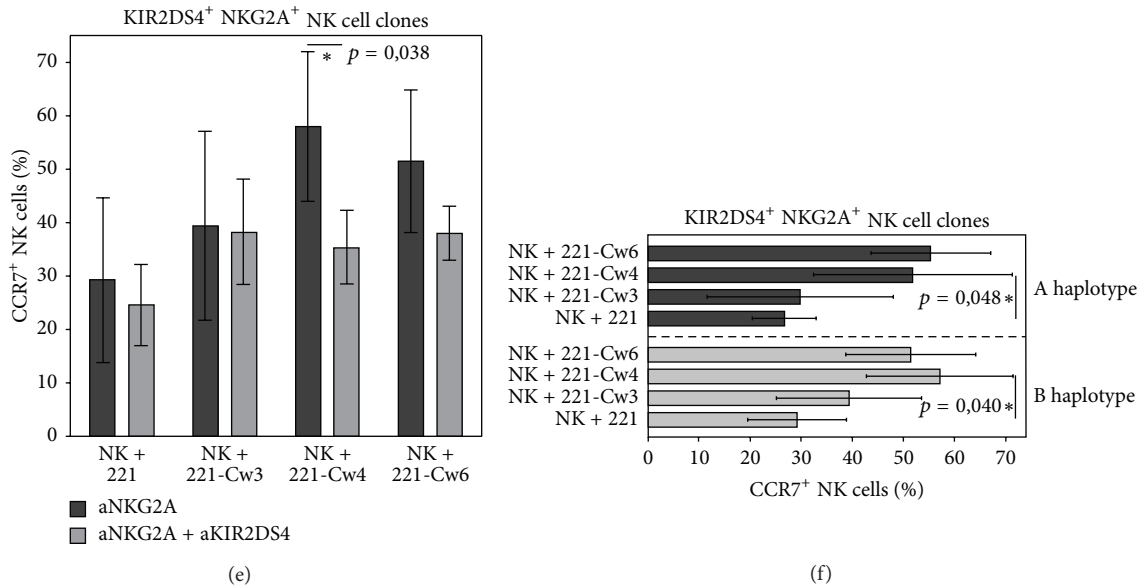 KIR2DS4⁺ NKG2A⁺ NK cell clones
CCR7⁺ NK cells (%)
70
60
50
40
30
20
10
0
* p = 0,038
NK + 221
NK + 221-Cw3
NK + 221-Cw4
NK + 221-Cw6
aNKG2A
aNKG2A + aKIR2DS4
(e)
KIR2DS4⁺ NKG2A⁺ NK cell clones
NK + 221-Cw6
NK + 221-Cw4
NK + 221-Cw3
NK + 221
p = 0,048 *
A haplotype
NK + 221-Cw6
NK + 221-Cw4
NK + 221-Cw3
NK + 221
p = 0,040 *
B haplotype
0 10 20 30 40 50 60 70
CCR7⁺ NK cells (%)
(f)